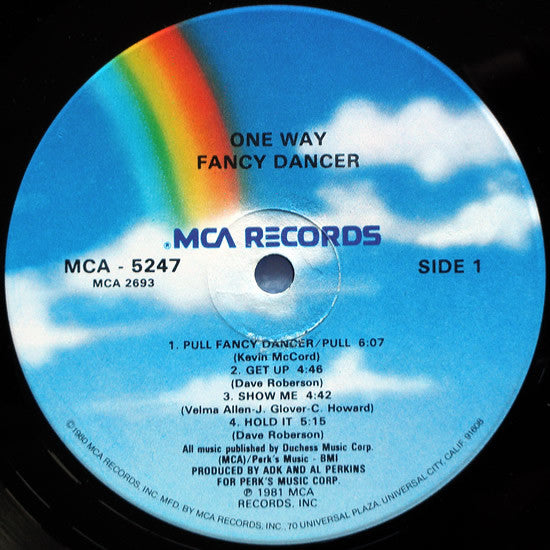 ONE WAY
FANCY DANCER
®MCA RECORDS
MCA - 5247
MCA 2693
SIDE 1
1. PULL FANCY DANCER/PULL 6:07
(Kevin McCord)
2. GET UP 4:46
(Dave Roberson)
3. SHOW ME 4:42
(Velma Allen-J. Glover-C. Howard)
4. HOLD IT 5:15
(Dave Roberson)
All music published by Duchess Music Corp.
(MCA)/Perk's Music - BMI
PRODUCED BY ADK AND AL PERKINS
FOR PERK'S MUSIC CORP.
℗ 1981 MCA
RECORDS, INC.
©1980 MCA RECORDS, INC. MFD. BY MCA RECORDS, INC., 70 UNIVERSAL PLAZA, UNIVERSAL CITY, CALIF. 91608